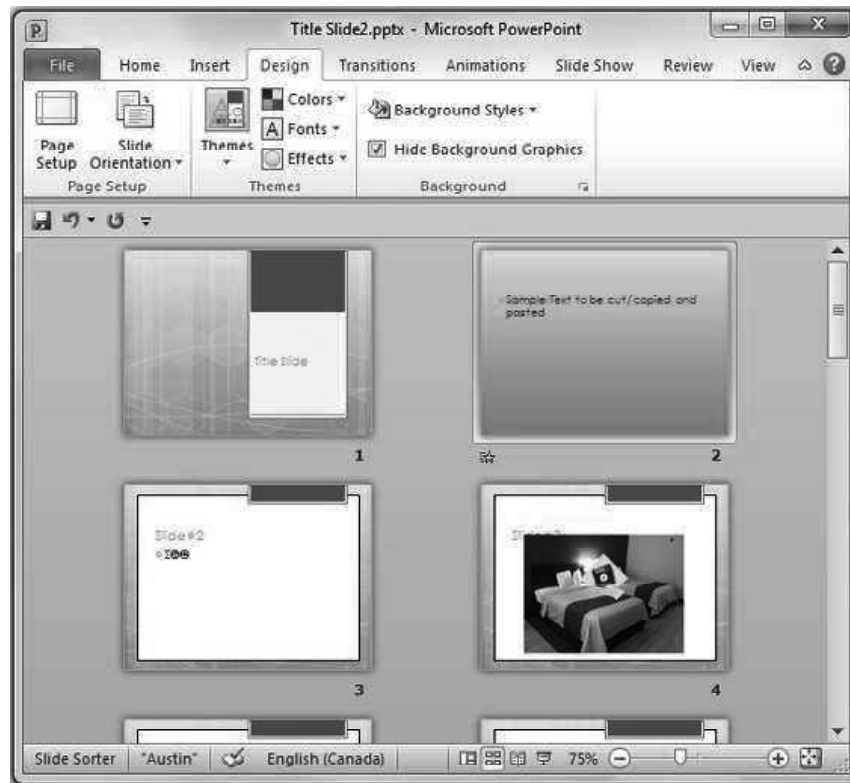 Title Slide2.pptx - Microsoft PowerPoint
File Home Insert Design Transitions Animations Slide Show Review View
Page Setup
Slide Orientation
Themes
Colors
Fonts
Effects
Background Styles
Hide Background Graphics
Page Setup Themes Background
Title Slide
1
Sample Text to be cut/copied and
pasted
2
Slide #2
3
4
Slide Sorter "Austin" English (Canada) 75%